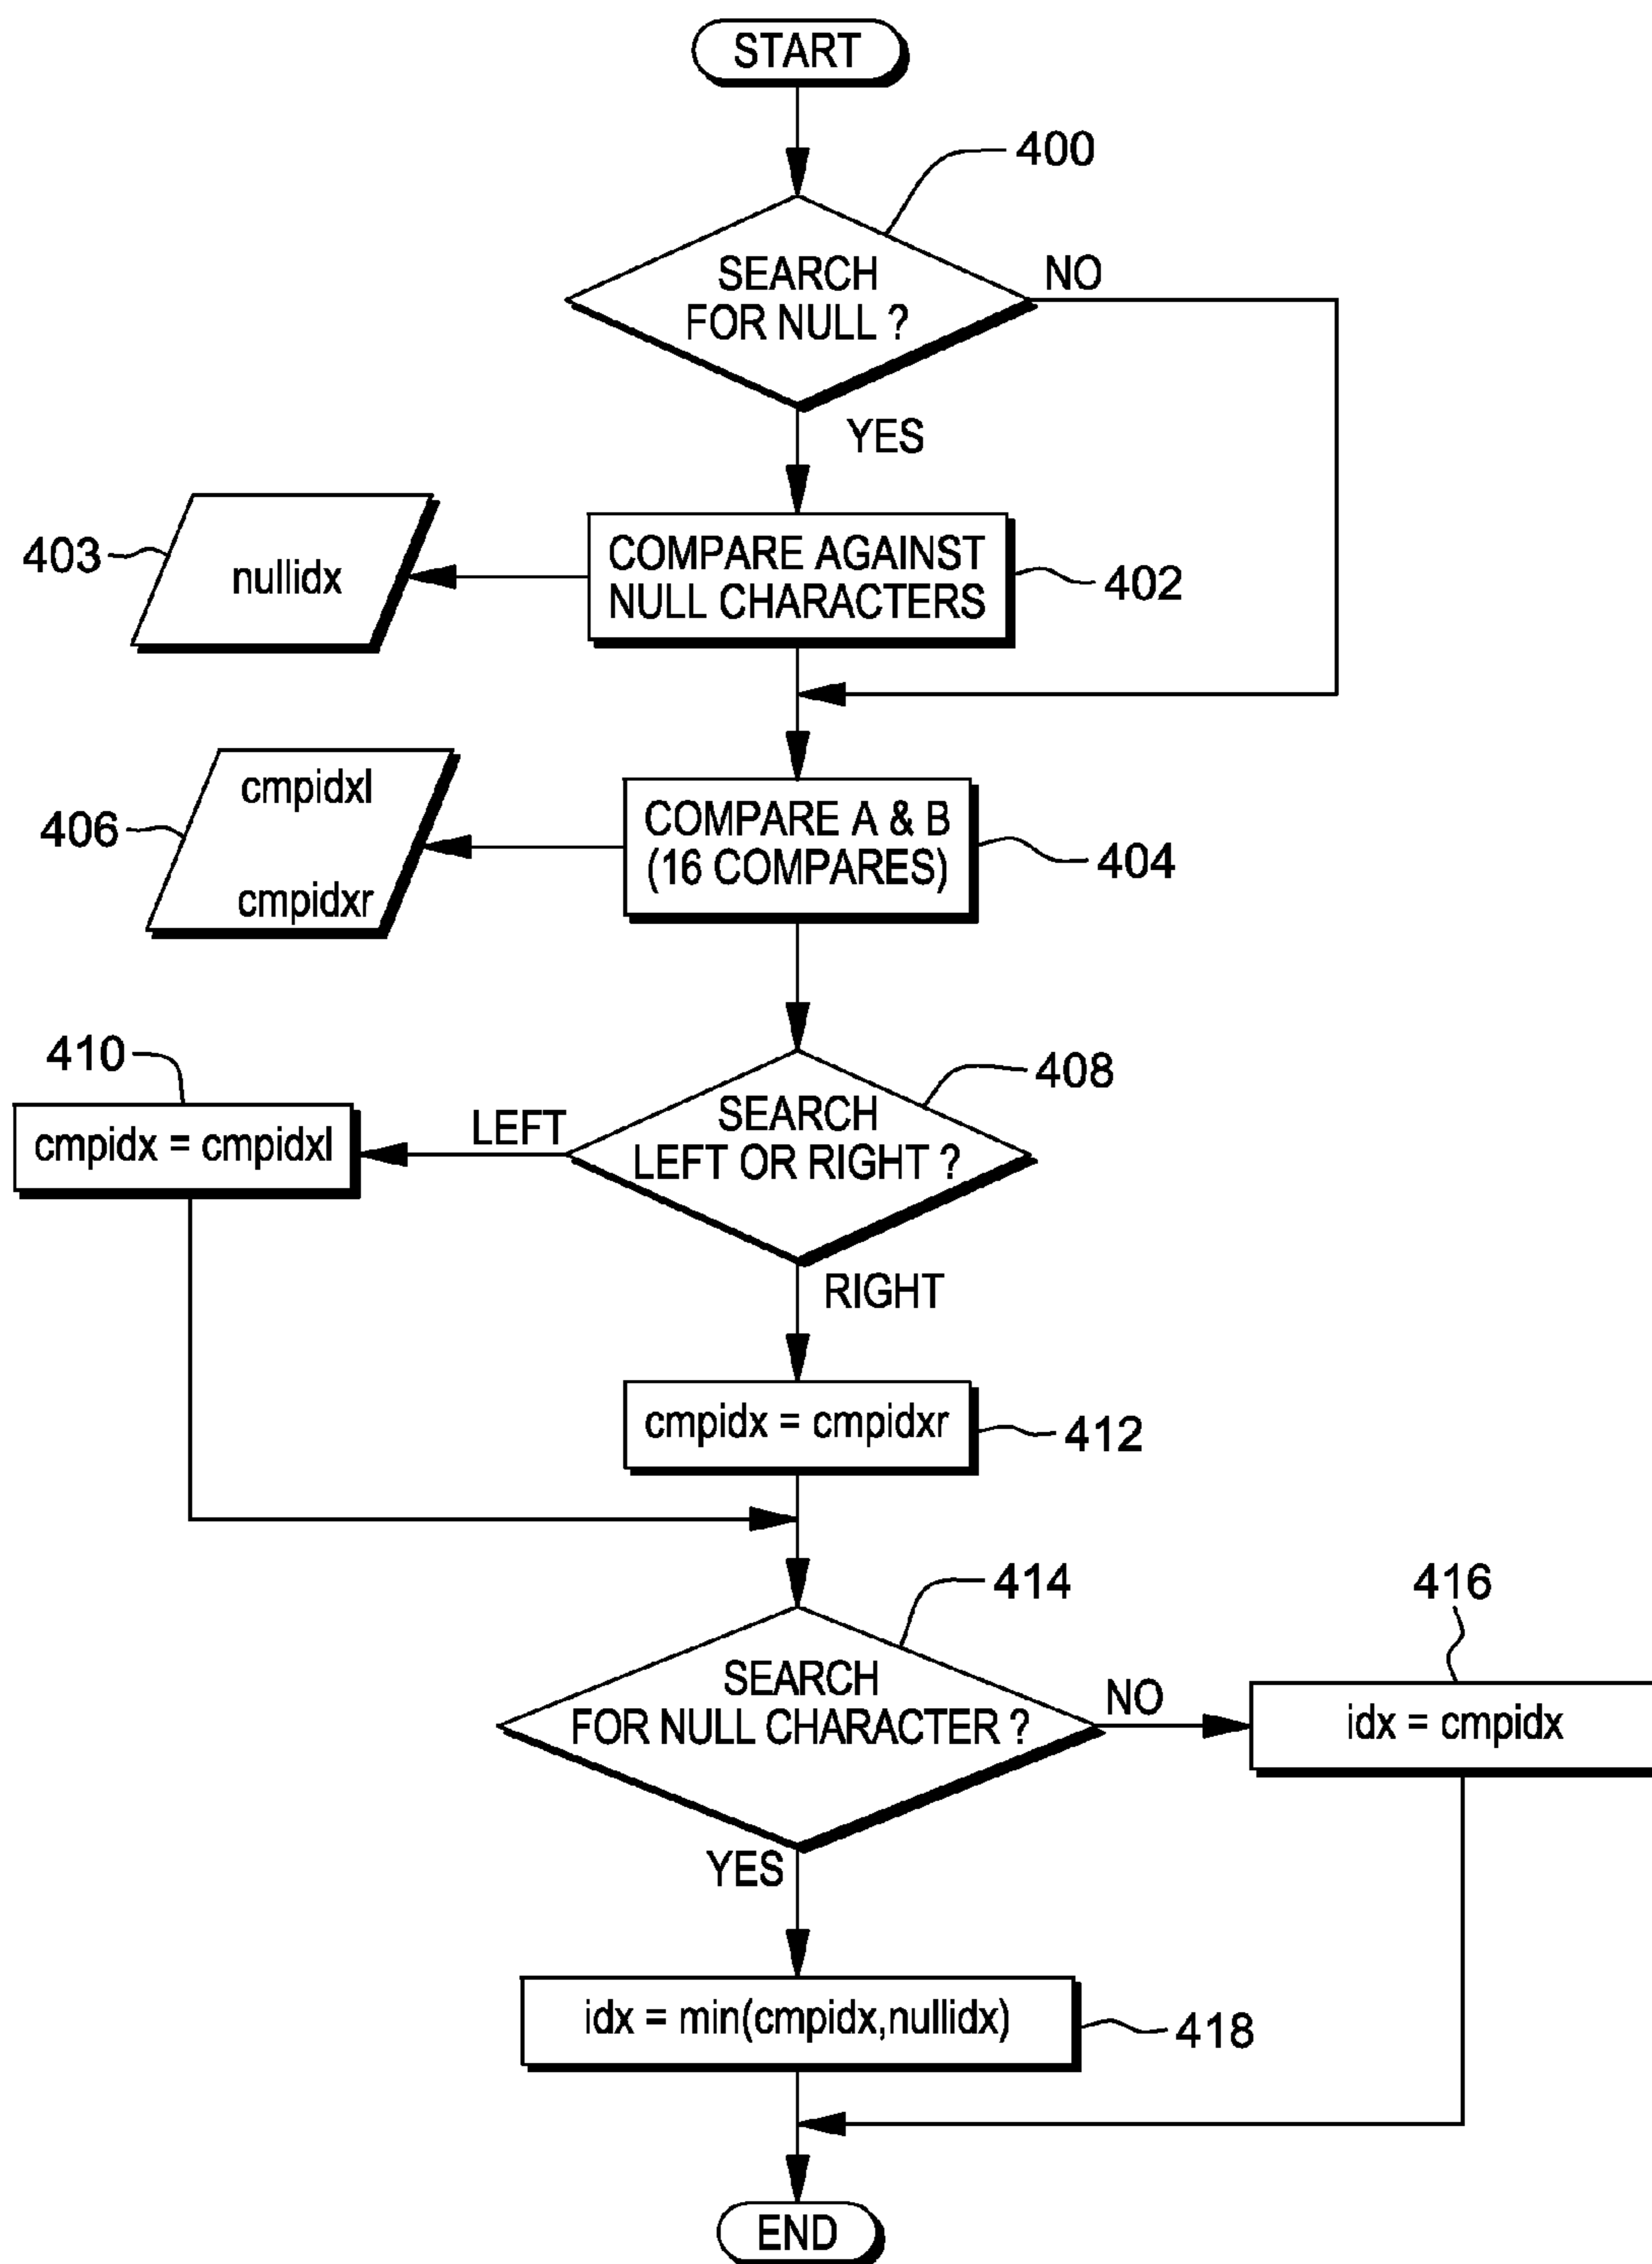 START
400
SEARCH
FOR NULL ?
NO
YES
403
nullidx
COMPARE AGAINST
NULL CHARACTERS
402
406
cmpidxl
cmpidxr
COMPARE A & B
(16 COMPARES)
404
410
cmpidx = cmpidxl
LEFT
SEARCH
LEFT OR RIGHT ?
408
RIGHT
cmpidx = cmpidxr
412
414
416
SEARCH
FOR NULL CHARACTER ?
NO
idx = cmpidx
YES
idx = min(cmpidx,nullidx)
418
END